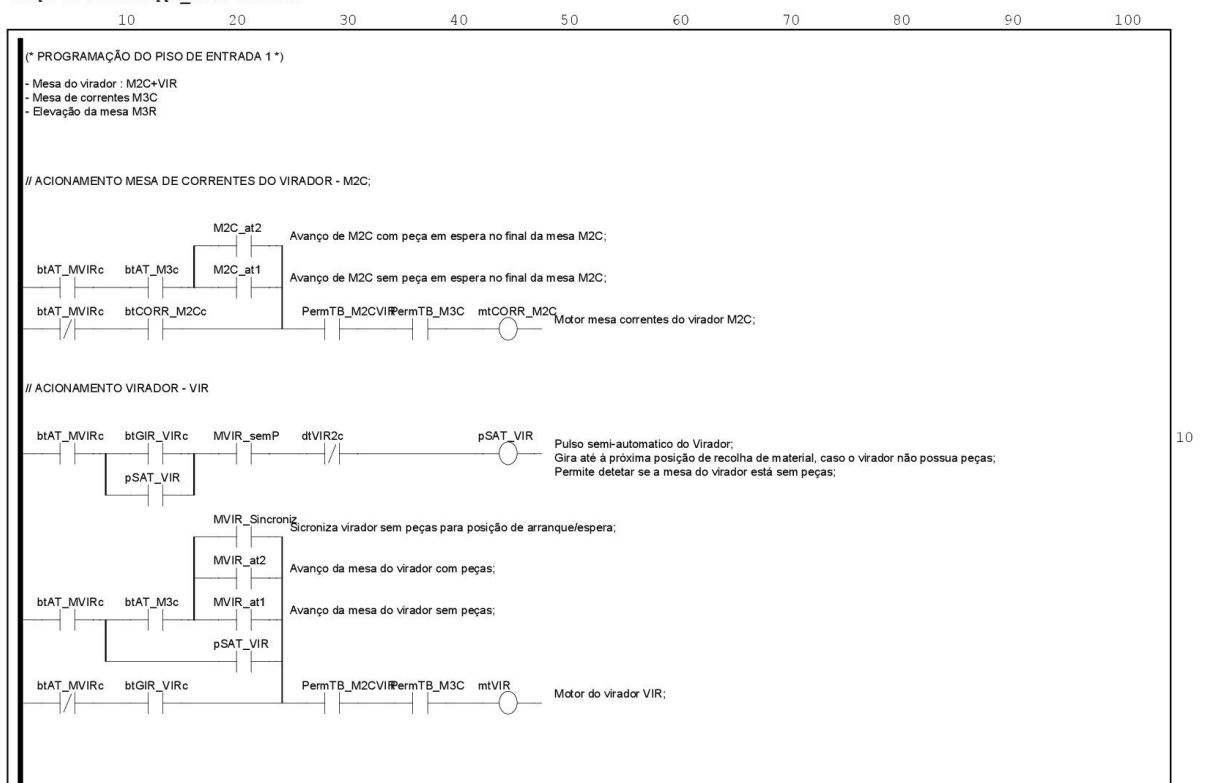 10 20 30 40 50 60 70 80 90 100
(* PROGRAMAÇÃO DO PISO DE ENTRADA 1 *)
- Mesa do virador : M2C+VIR
- Mesa de correntes M3C
- Elevação da mesa M3R
// ACIONAMENTO MESA DE CORRENTES DO VIRADOR - M2C;
M2C_at2
Avanço de M2C com peça em espera no final da mesa M2C;
btAT_MVIRc btAT_M3c M2C_at1
Avanço de M2C sem peça em espera no final da mesa M2C;
btAT_MVIRc btCORR_M2Cc PermTB_M2CVIR PermTB_M3C mtCORR_M2C
Motor mesa correntes do virador M2C;
// ACIONAMENTO VIRADOR - VIR
btAT_MVIRc btGIR_VIRc MVIR_semP dtVIR2c pSAT_VIR
10
Pulso semi-automatico do Virador;
Gira até à próxima posição de recolha de material, caso o virador não possua peças;
Permite detetar se a mesa do virador está sem peças;
pSAT_VIR
MVIR_Sincroniz
Sicroniza virador sem peças para posição de arranque/espera;
MVIR_at2
Avanço da mesa do virador com peças;
btAT_MVIRc btAT_M3c MVIR_at1
Avanço da mesa do virador sem peças;
pSAT_VIR
btAT_MVIRc btGIR_VIRc PermTB_M2CVIR PermTB_M3C mtVIR
Motor do virador VIR;